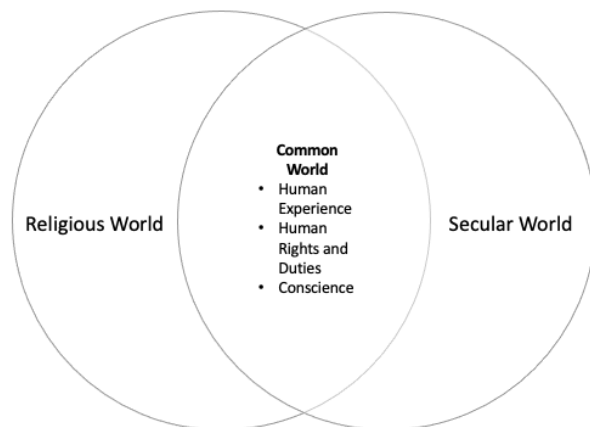 Religious World
Common
World
• Human
Experience
• Human
Rights and
Duties
• Conscience
Secular World